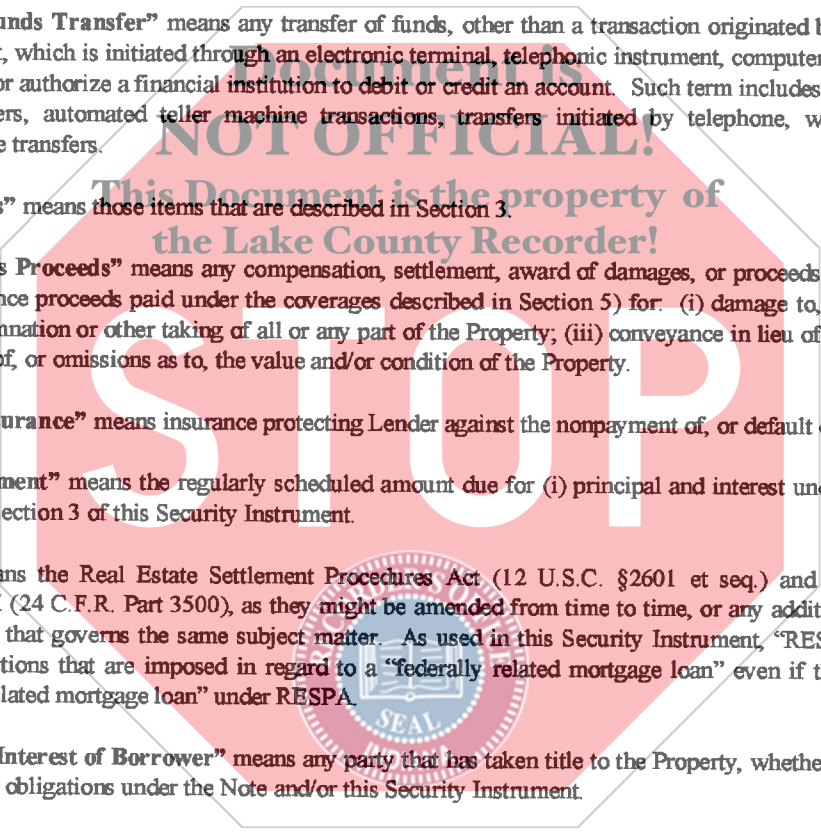 unds Transfer” means any transfer of funds, other than a transaction originated b
, which is initiated through an electronic terminal, telephonic instrument, computer
or authorize a financial institution to debit or credit an account. Such term includes
ers, automated teller machine transactions, transfers initiated by telephone, w
e transfers.
Document is
NOT OFFICIAL!
This Document is the property of
the Lake County Recorder!
s” means those items that are described in Section 3.
s Proceeds” means any compensation, settlement, award of damages, or proceeds
nce proceeds paid under the coverages described in Section 5) for: (i) damage to,
nnation or other taking of all or any part of the Property; (iii) conveyance in lieu of
of, or omissions as to, the value and/or condition of the Property.
STOP
urance” means insurance protecting Lender against the nonpayment of, or default
ment” means the regularly scheduled amount due for (i) principal and interest und
ection 3 of this Security Instrument.
ans the Real Estate Settlement Procedures Act (12 U.S.C. §2601 et seq.) and
(24 C.F.R. Part 3500), as they might be amended from time to time, or any additi
that governs the same subject matter. As used in this Security Instrument, “RES
tions that are imposed in regard to a “federally related mortgage loan” even if t
lated mortgage loan” under RESPA.
SEAL
INDIANA
Interest of Borrower” means any party that has taken title to the Property, whethe
obligations under the Note and/or this Security Instrument.